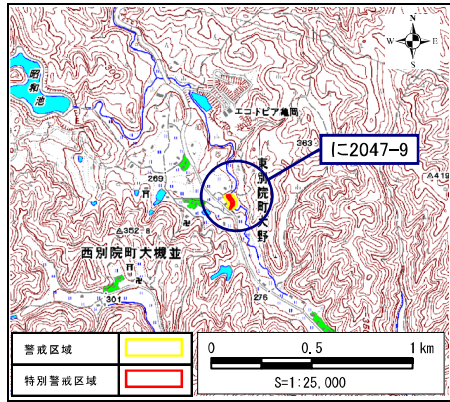 N
W E
S
昭和池
エコトピア亀岡
363
に2047-9
419
269
東別院町大野
352 8
西別院町大槻並
301
276
警戒区域
特別警戒区域
0 0.5 1 km
S=1:25,000